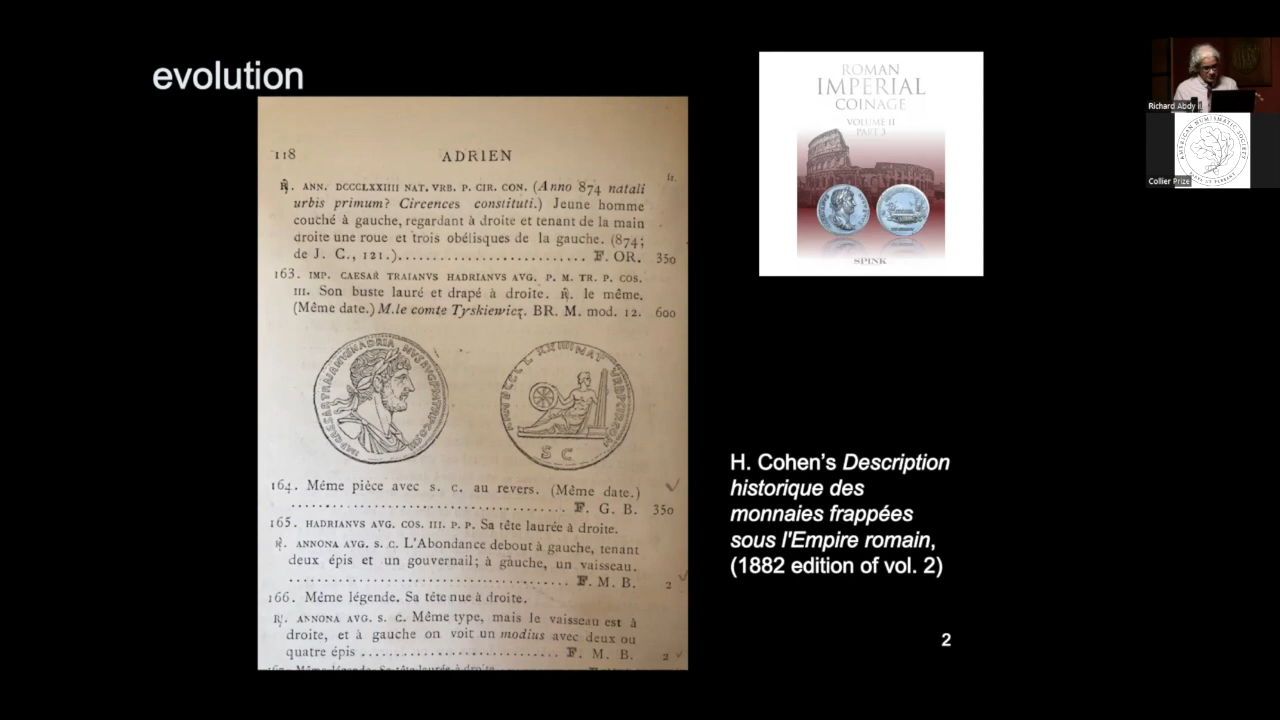 evolution
118
ADRIEN
fr.
℟. ANN. DCCCLXXIIII NAT. VRB. P. CIR. CON. (Anno 874 natali
urbis primum? Circences constituti.) Jeune homme
couché à gauche, regardant à droite et tenant de la main
droite une roue et trois obélisques de la gauche. (874;
de J. C., 121.).......................... F. OR. 350
163. IMP. CAESAR TRAIANVS HADRIANVS AVG. P. M. TR. P. COS.
III. Son buste lauré et drapé à droite. ℟. le même.
(Même date.) M. le comte Tyskiewicz. BR. M. mod. 12. 600
S C
164. Même pièce avec s. c. au revers. (Même date.)
.................................... F. G. B. 350
165. HADRIANVS AVG. COS. III. P. P. Sa tête laurée à droite.
℟. ANNONA AVG. S. C. L'Abondance debout à gauche, tenant
deux épis et un gouvernail; à gauche, un vaisseau.
..................................... F. M. B. 2
166. Même légende. Sa tête nue à droite.
℟. ANNONA AVG. S. C. Même type, mais le vaisseau est à
droite, et à gauche on voit un modius avec deux ou
quatre épis .......................... F. M. B. 2
ROMAN
IMPERIAL
COINAGE
VOLUME II
PART 3
SPINK
H. Cohen's Description
historique des
monnaies frappées
sous l'Empire romain,
(1882 edition of vol. 2)
2
Richard Abdy
AMERICAN NUMISMATIC SOCIETY
Collier Prize